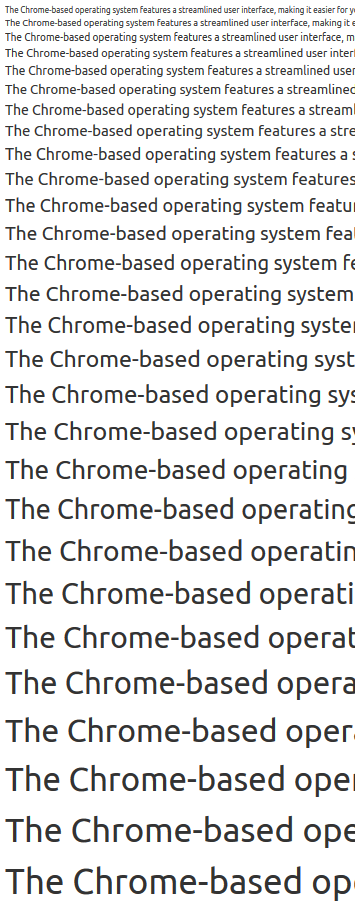 The Chrome-based operating system features a streamlined user interface, making it easier for
The Chrome-based operating system features a streamlined user interface, making it
The Chrome-based operating system features a streamlined user interface,
The Chrome-based operating system features a streamlined user
The Chrome-based operating system features a streamlined user
The Chrome-based operating system features a streamlined
The Chrome-based operating system features a
The Chrome-based operating system features a
The Chrome-based operating system features a
The Chrome-based operating system features
The Chrome-based operating system
The Chrome-based operating system
The Chrome-based operating system
The Chrome-based operating system
The Chrome-based operating
The Chrome-based operating
The Chrome-based operating
The Chrome-based operating
The Chrome-based operating
The Chrome-based operating
The Chrome-based
The Chrome-based
The Chrome-based
The Chrome-based
The Chrome-based
The Chrome-based
The Chrome-based
The Chrome-based